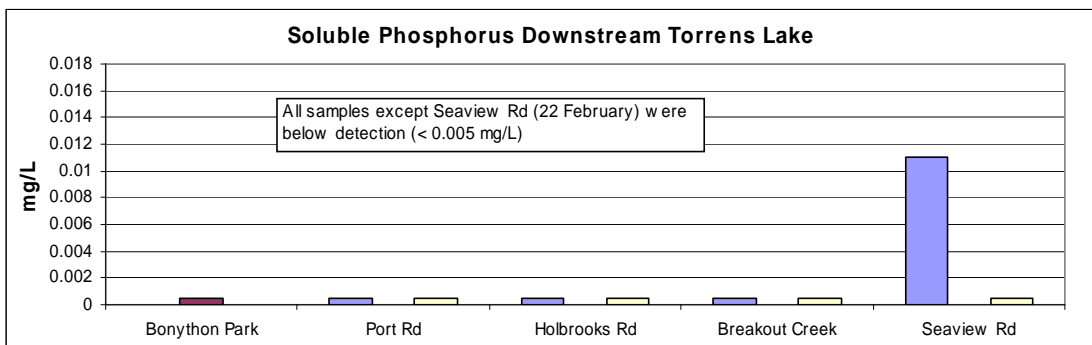 Soluble Phosphorus Downstream Torrens Lake
0.018
0.016
0.014
0.012
0.01
0.008
0.006
0.004
0.002
0
mg/L
All samples except Seaview Rd (22 February) were
below detection (< 0.005 mg/L)
Bonython Park
Port Rd
Holbrooks Rd
Breakout Creek
Seaview Rd